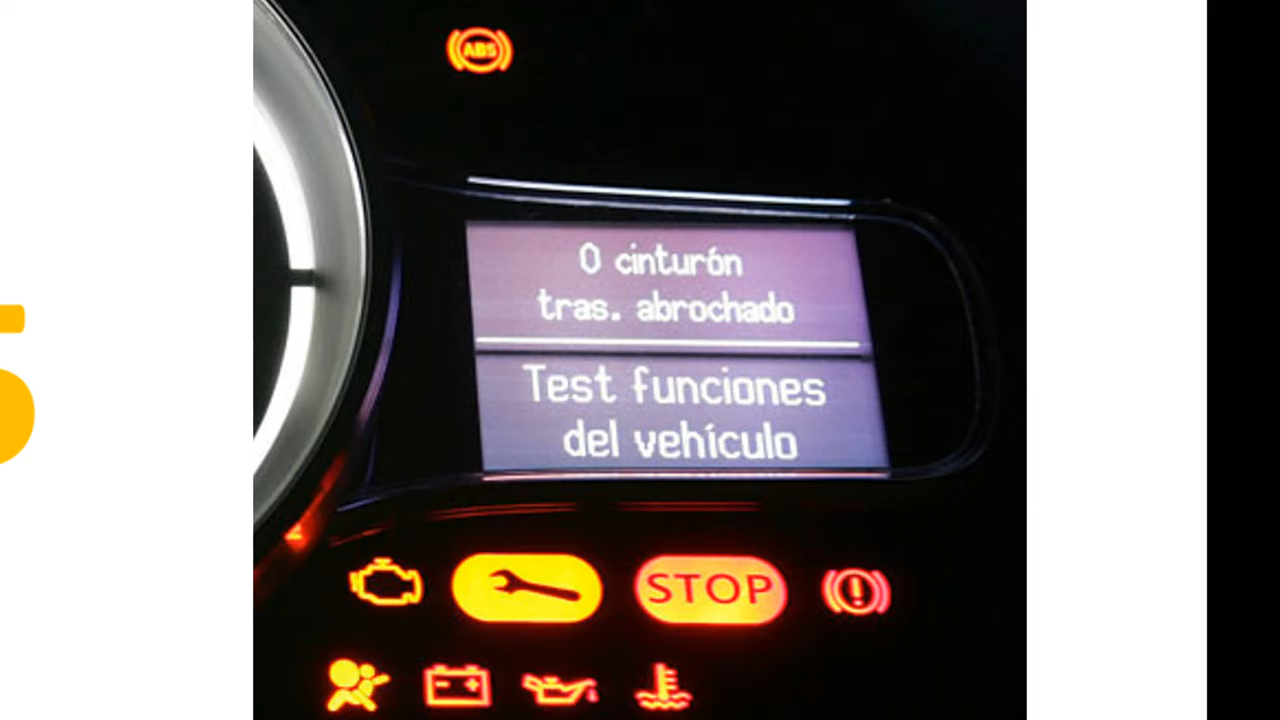 ABS
0 cinturón
tras. abrochado
Test funciones
del vehículo
STOP